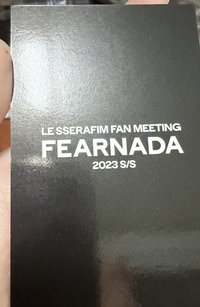 LE SSERAFIM FAN MEETING
FEARNADA
2023 S/S